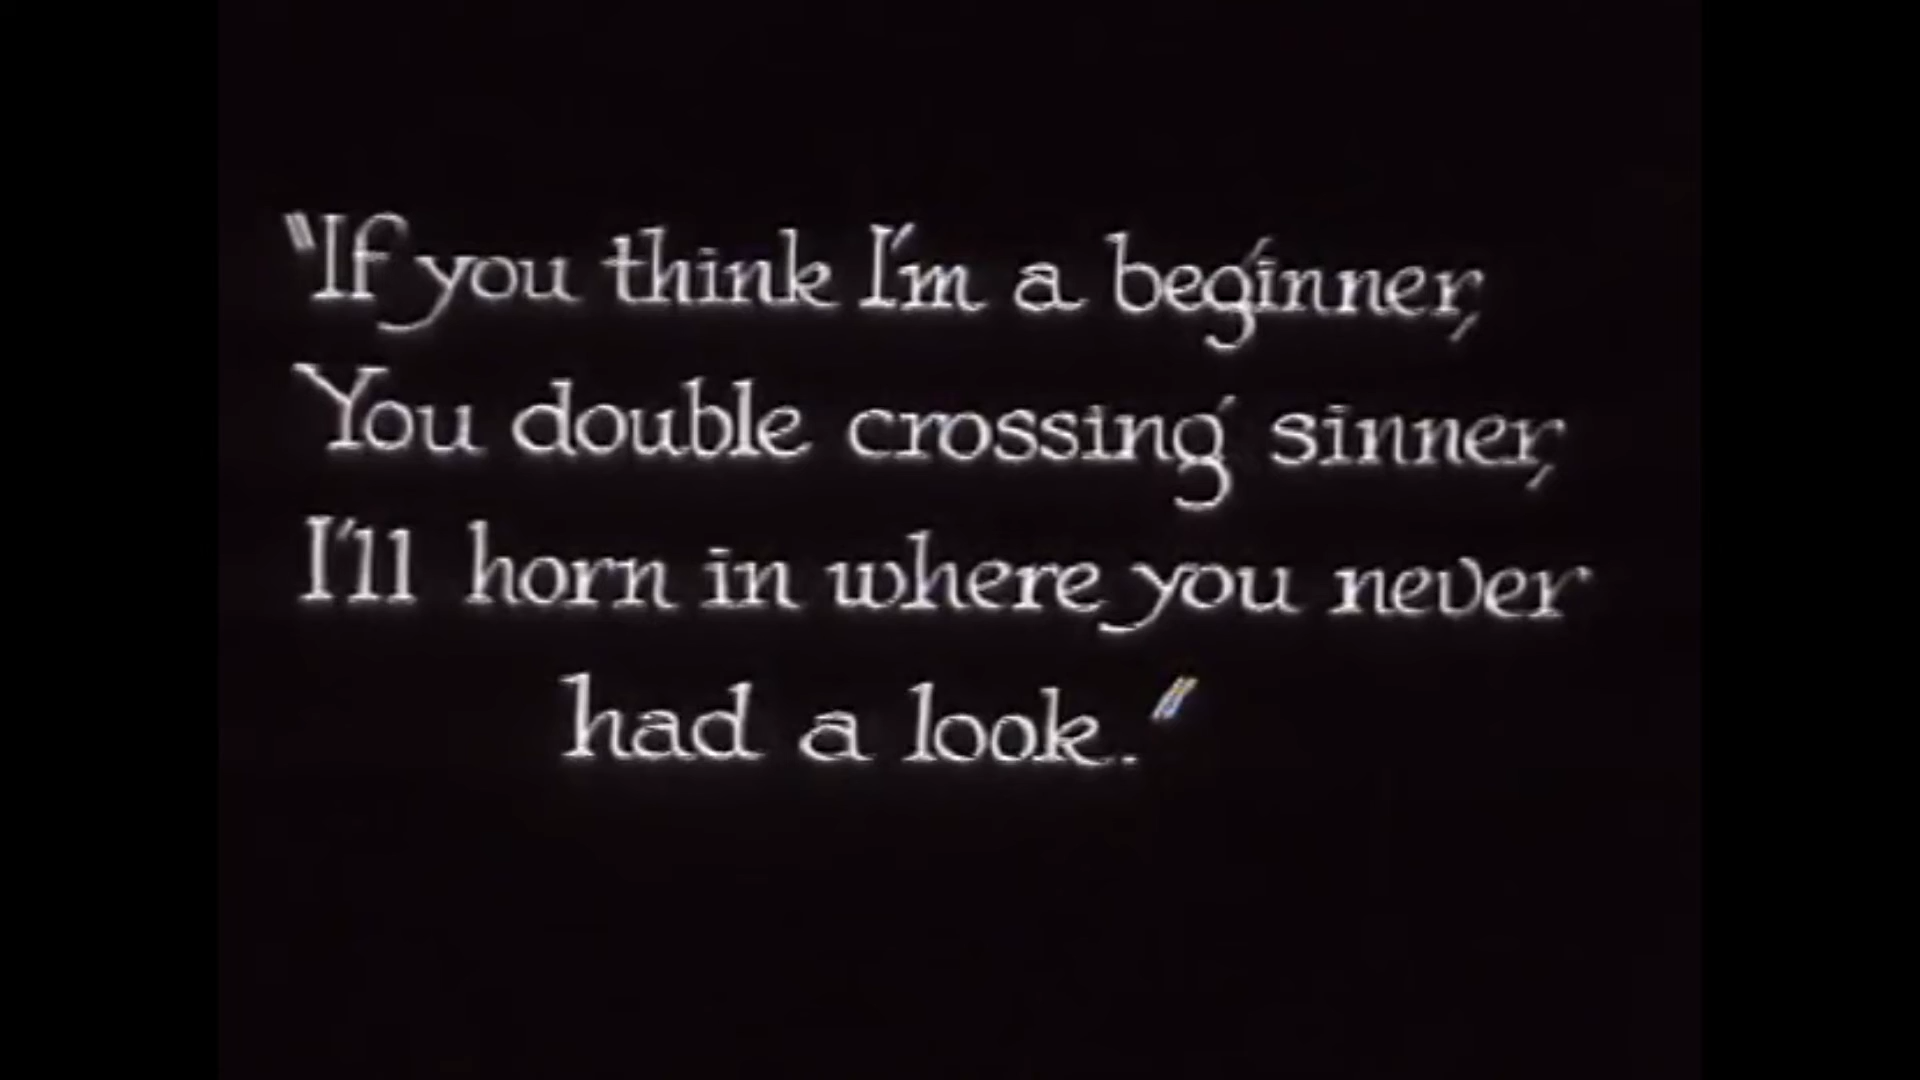 "If you think I'm a beginner,
You double crossing sinner,
I'll horn in where you never
had a look."